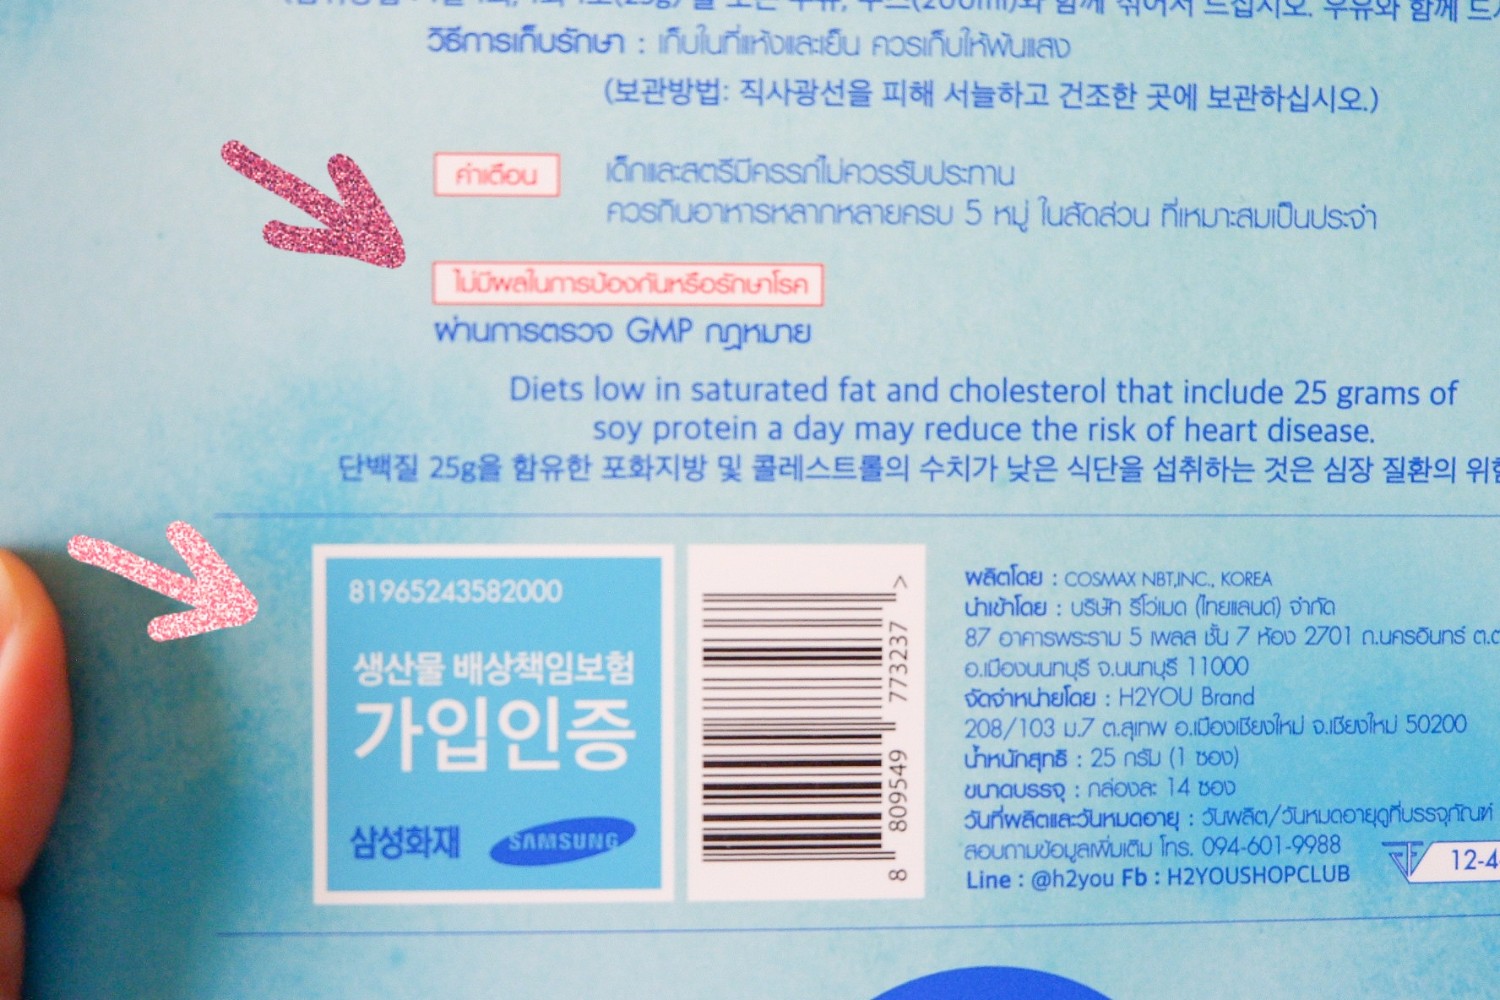 วิธีการเก็บรักษา : เก็บในที่แห้งและเย็น ควรเก็บให้พ้นแสง
(보관방법: 직사광선을 피해 서늘하고 건조한 곳에 보관하십시오.)
คำเตือน
เด็กและสตรีมีครรภ์ไม่ควรรับประทาน
ควรกินอาหารหลากหลายครบ 5 หมู่ ในสัดส่วน ที่เหมาะสมเป็นประจำ
ไม่มีผลในการป้องกันหรือรักษาโรค
ผ่านการตรวจ GMP กฎหมาย
Diets low in saturated fat and cholesterol that include 25 grams of
soy protein a day may reduce the risk of heart disease.
단백질 25g을 함유한 포화지방 및 콜레스트롤의 수치가 낮은 식단을 섭취하는 것은 심장 질환의
81965243582000
생산물 배상책임보험
가입인증
삼성화재 SAMSUNG
8 809549 773237 >
ผลิตโดย : COSMAX NBT,INC., KOREA
นำเข้าโดย : บริษัท รีโว่เมด (ไทยแลนด์) จำกัด
87 อาคารพระราม 5 เพลส ชั้น 7 ห้อง 2701 ถ.นครอินทร์
อ.เมืองนนทบุรี จ.นนทบุรี 11000
จัดจำหน่ายโดย : H2YOU Brand
208/103 ม.7 ต.สุเทพ อ.เมืองเชียงใหม่ จ.เชียงใหม่ 50200
น้ำหนักสุทธิ : 25 กรัม (1 ซอง)
ขนาดบรรจุ : กล่องละ 14 ซอง
วันที่ผลิตและวันหมดอายุ : วันผลิต/วันหมดอายุดูที่บรรจุภัณฑ์
สอบถามข้อมูลเพิ่มเติม โทร. 094-601-9988
Line : @h2you Fb : H2YOUSHOPCLUB